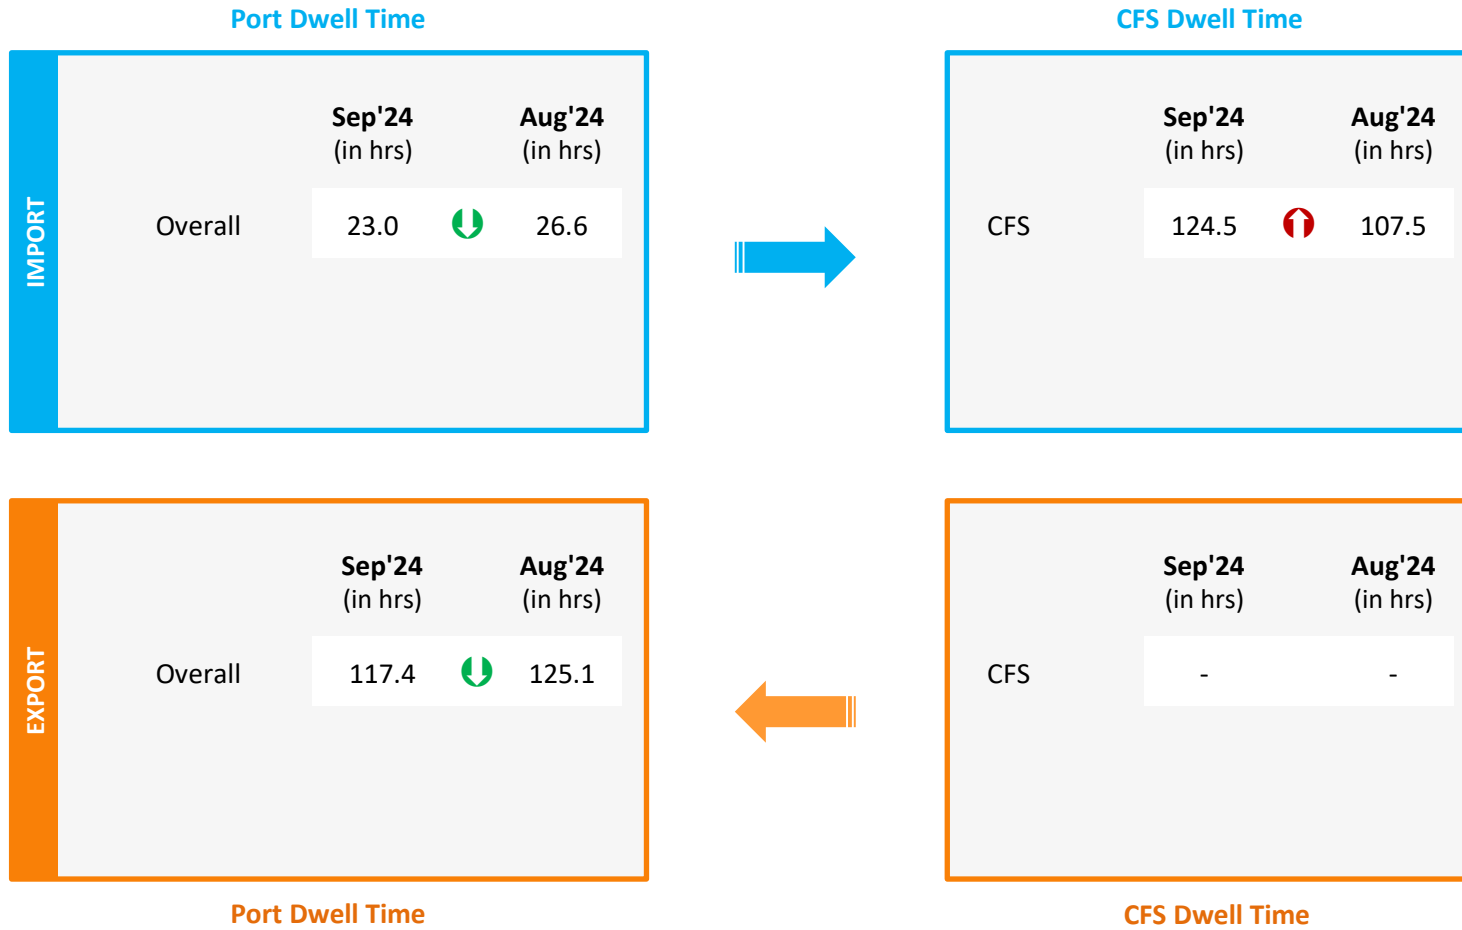 Port Dwell Time
CFS Dwell Time
IMPORT
Sep'24 Aug'24
(in hrs) (in hrs)
Overall 23.0 26.6
Sep'24 Aug'24
(in hrs) (in hrs)
CFS 124.5 107.5
EXPORT
Sep'24 Aug'24
(in hrs) (in hrs)
Overall 117.4 125.1
Sep'24 Aug'24
(in hrs) (in hrs)
CFS - -
Port Dwell Time
CFS Dwell Time